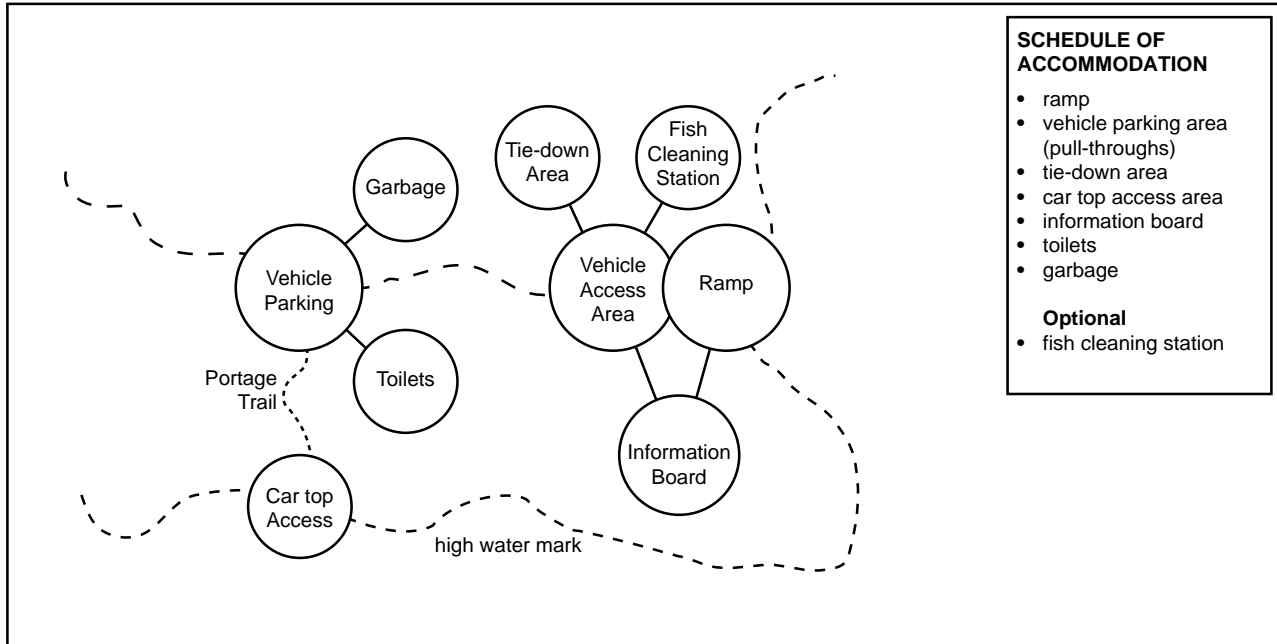 SCHEDULE OF
ACCOMMODATION
• ramp
• vehicle parking area
(pull-throughs)
• tie-down area
• car top access area
• information board
• toilets
• garbage
Optional
• fish cleaning station
Garbage
Tie-down
Area
Fish
Cleaning
Station
Vehicle
Parking
Vehicle
Access
Area
Ramp
Portage
Trail
Toilets
Information
Board
Car top
Access
high water mark